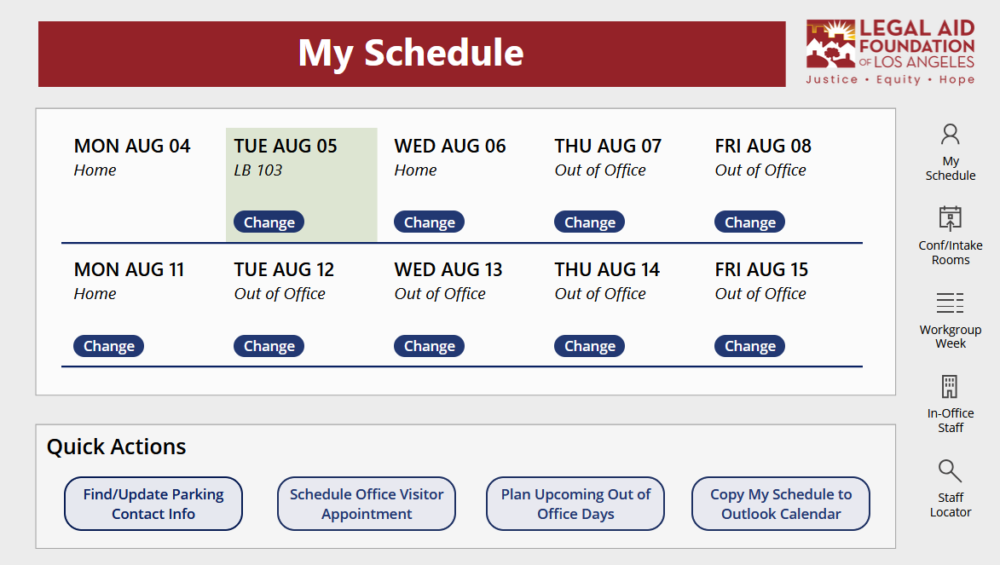 My Schedule
LEGAL AID
FOUNDATION
OF LOS ANGELES
Justice • Equity • Hope
MON AUG 04
Home
TUE AUG 05
LB 103
Change
WED AUG 06
Home
Change
THU AUG 07
Out of Office
Change
FRI AUG 08
Out of Office
Change
MON AUG 11
Home
Change
TUE AUG 12
Out of Office
Change
WED AUG 13
Out of Office
Change
THU AUG 14
Out of Office
Change
FRI AUG 15
Out of Office
Change
Quick Actions
Find/Update Parking
Contact Info
Schedule Office Visitor
Appointment
Plan Upcoming Out of
Office Days
Copy My Schedule to
Outlook Calendar
My
Schedule
Conf/Intake
Rooms
Workgroup
Week
In-Office
Staff
Staff
Locator